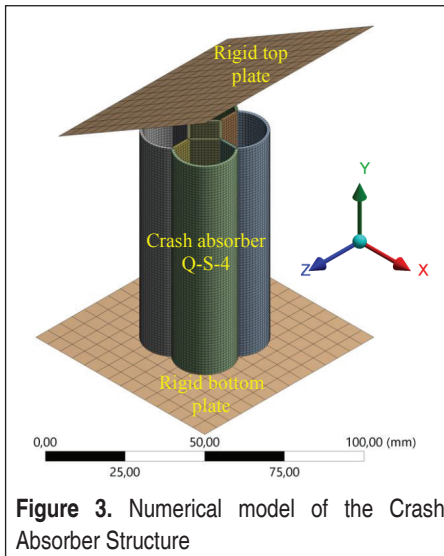 Rigid top
plate
Crash absorber
Q-S-4
Y
Z
X
Rigid bottom
plate
0,00 50,00 100,00 (mm)
25,00 75,00
Figure 3. Numerical model of the Crash
Absorber Structure